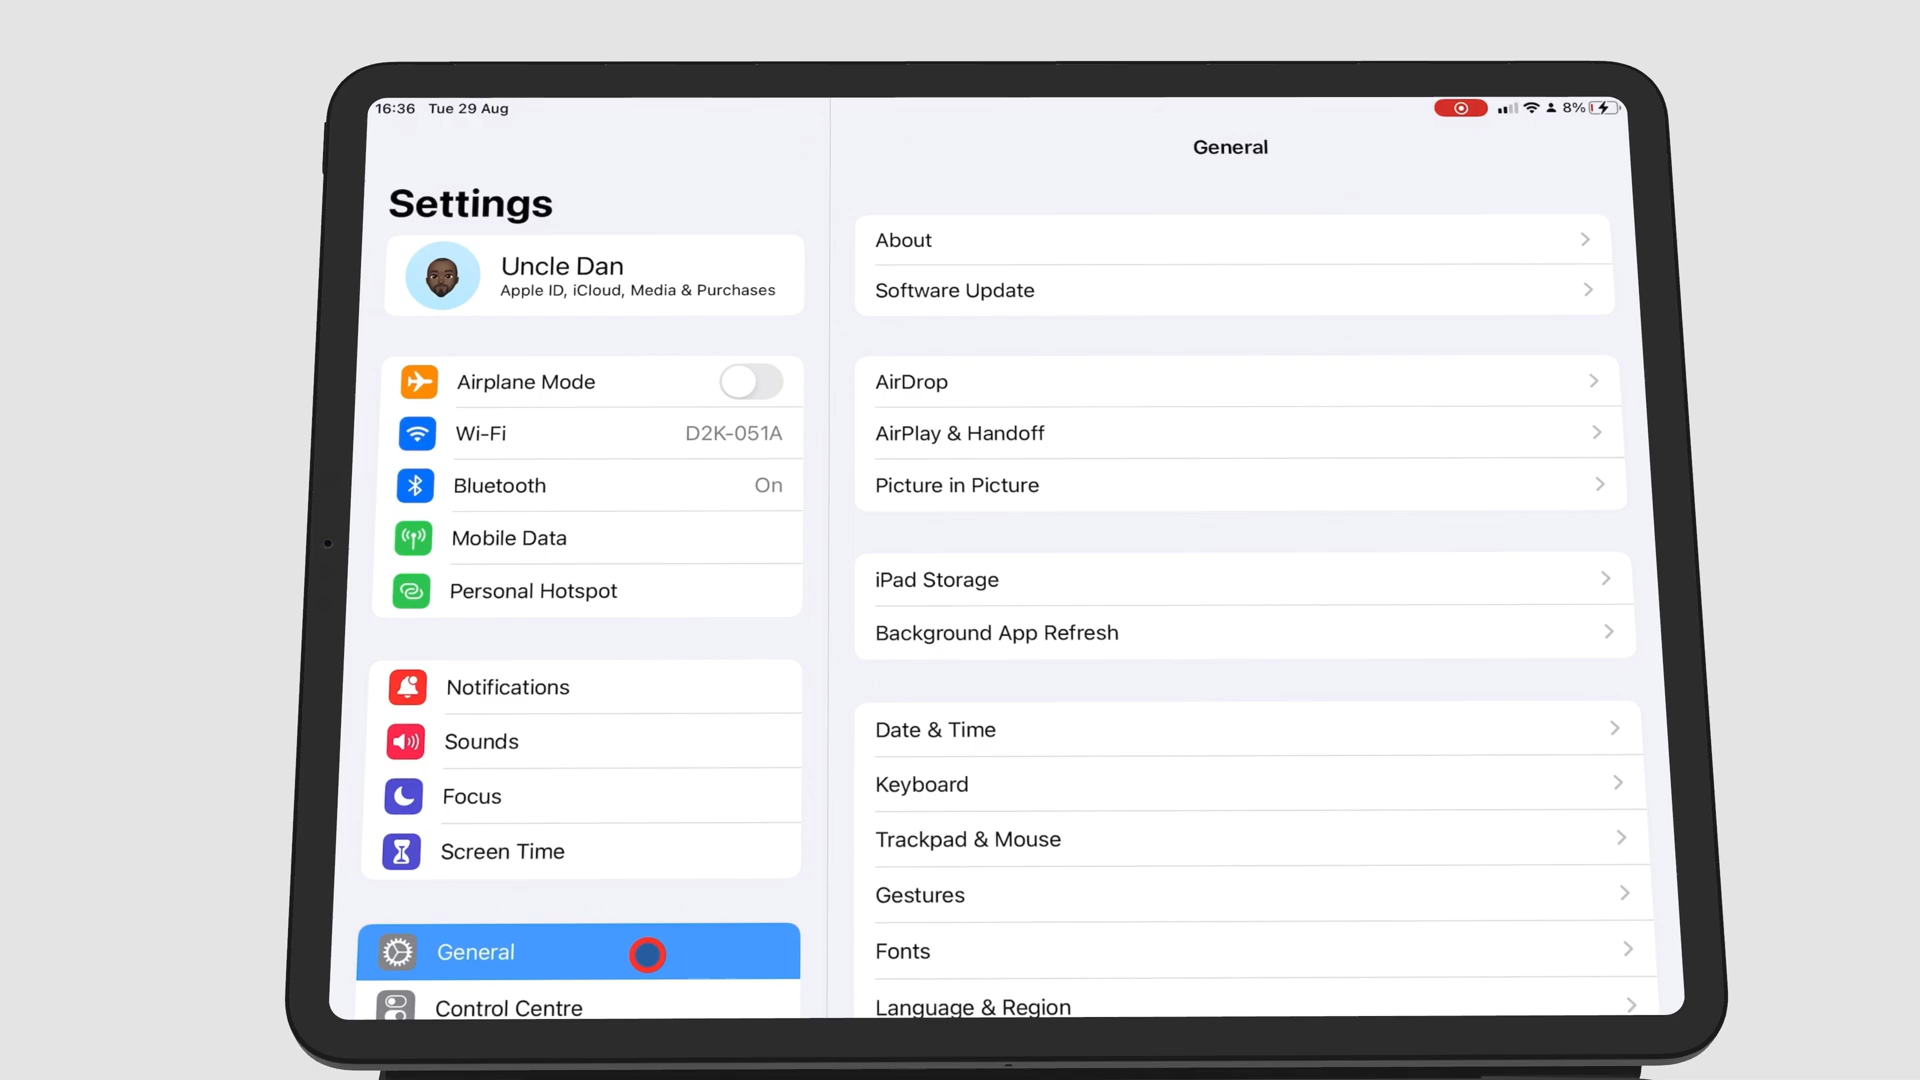 16:36 Tue 29 Aug
8%
Settings
Uncle Dan
Apple ID, iCloud, Media & Purchases
Airplane Mode
Wi-Fi D2K-051A
Bluetooth On
Mobile Data
Personal Hotspot
Notifications
Sounds
Focus
Screen Time
General
Control Centre
General
About
Software Update
AirDrop
AirPlay & Handoff
Picture in Picture
iPad Storage
Background App Refresh
Date & Time
Keyboard
Trackpad & Mouse
Gestures
Fonts
Language & Region